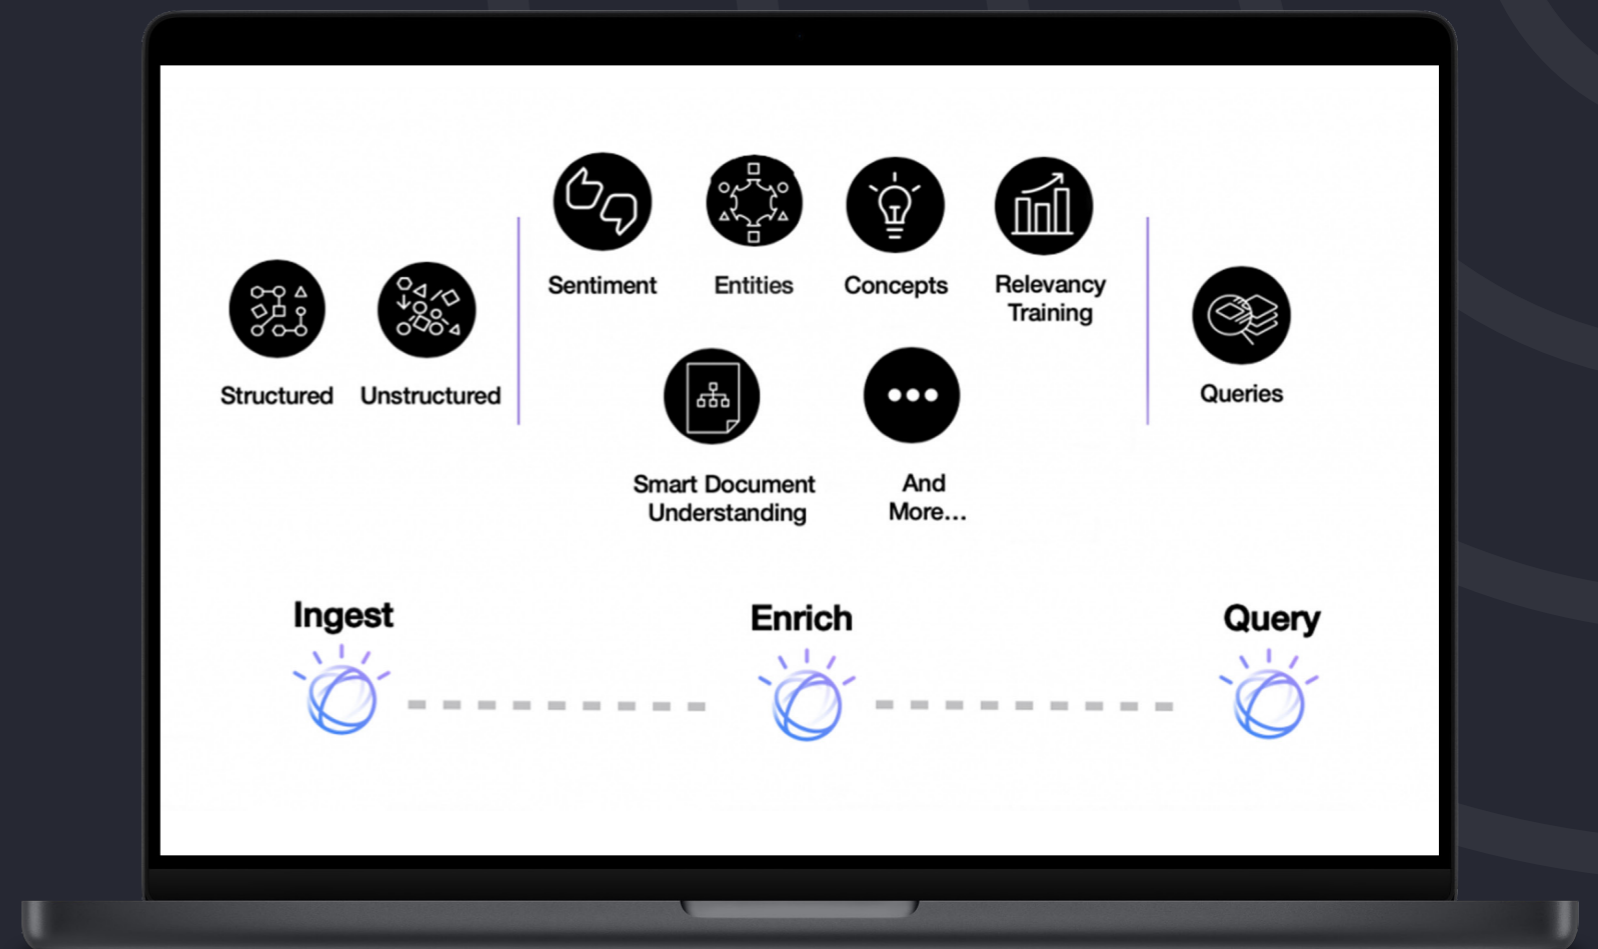 Sentiment
Entities
Concepts
Relevancy
Training
Structured
Unstructured
Queries
Smart Document
Understanding
And
More...
Ingest
Enrich
Query